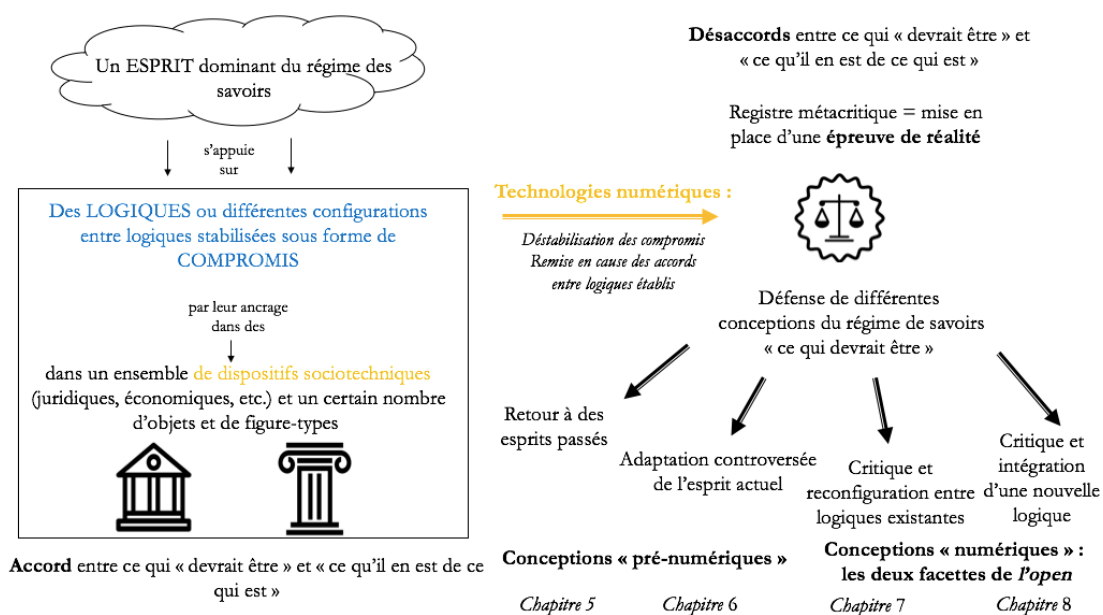 Un ESPRIT dominant du régime des
savoirs
s'appuie
sur
Des LOGIQUES ou différentes configurations
entre logiques stabilisées sous forme de
COMPROMIS
par leur ancrage
dans des
dans un ensemble de dispositifs sociotechniques
(juridiques, économiques, etc.) et un certain nombre
d'objets et de figure-types
Accord entre ce qui « devrait être » et « ce qu'il en est de ce
qui est »
Désaccords entre ce qui « devrait être » et
« ce qu'il en est de ce qui est »
Registre métacritique = mise en
place d'une épreuve de réalité
Technologies numériques :
Déstabilisation des compromis
Remise en cause des accords
entre logiques établis
Défense de différentes
conceptions du régime de savoirs
« ce qui devrait être »
Retour à des
esprits passés
Adaptation controversée
de l'esprit actuel
Critique et
reconfiguration entre
logiques existantes
Critique et
intégration
d'une nouvelle
logique
Conceptions « pré-numériques »
Conceptions « numériques » :
les deux facettes de l'open
Chapitre 5
Chapitre 6
Chapitre 7
Chapitre 8